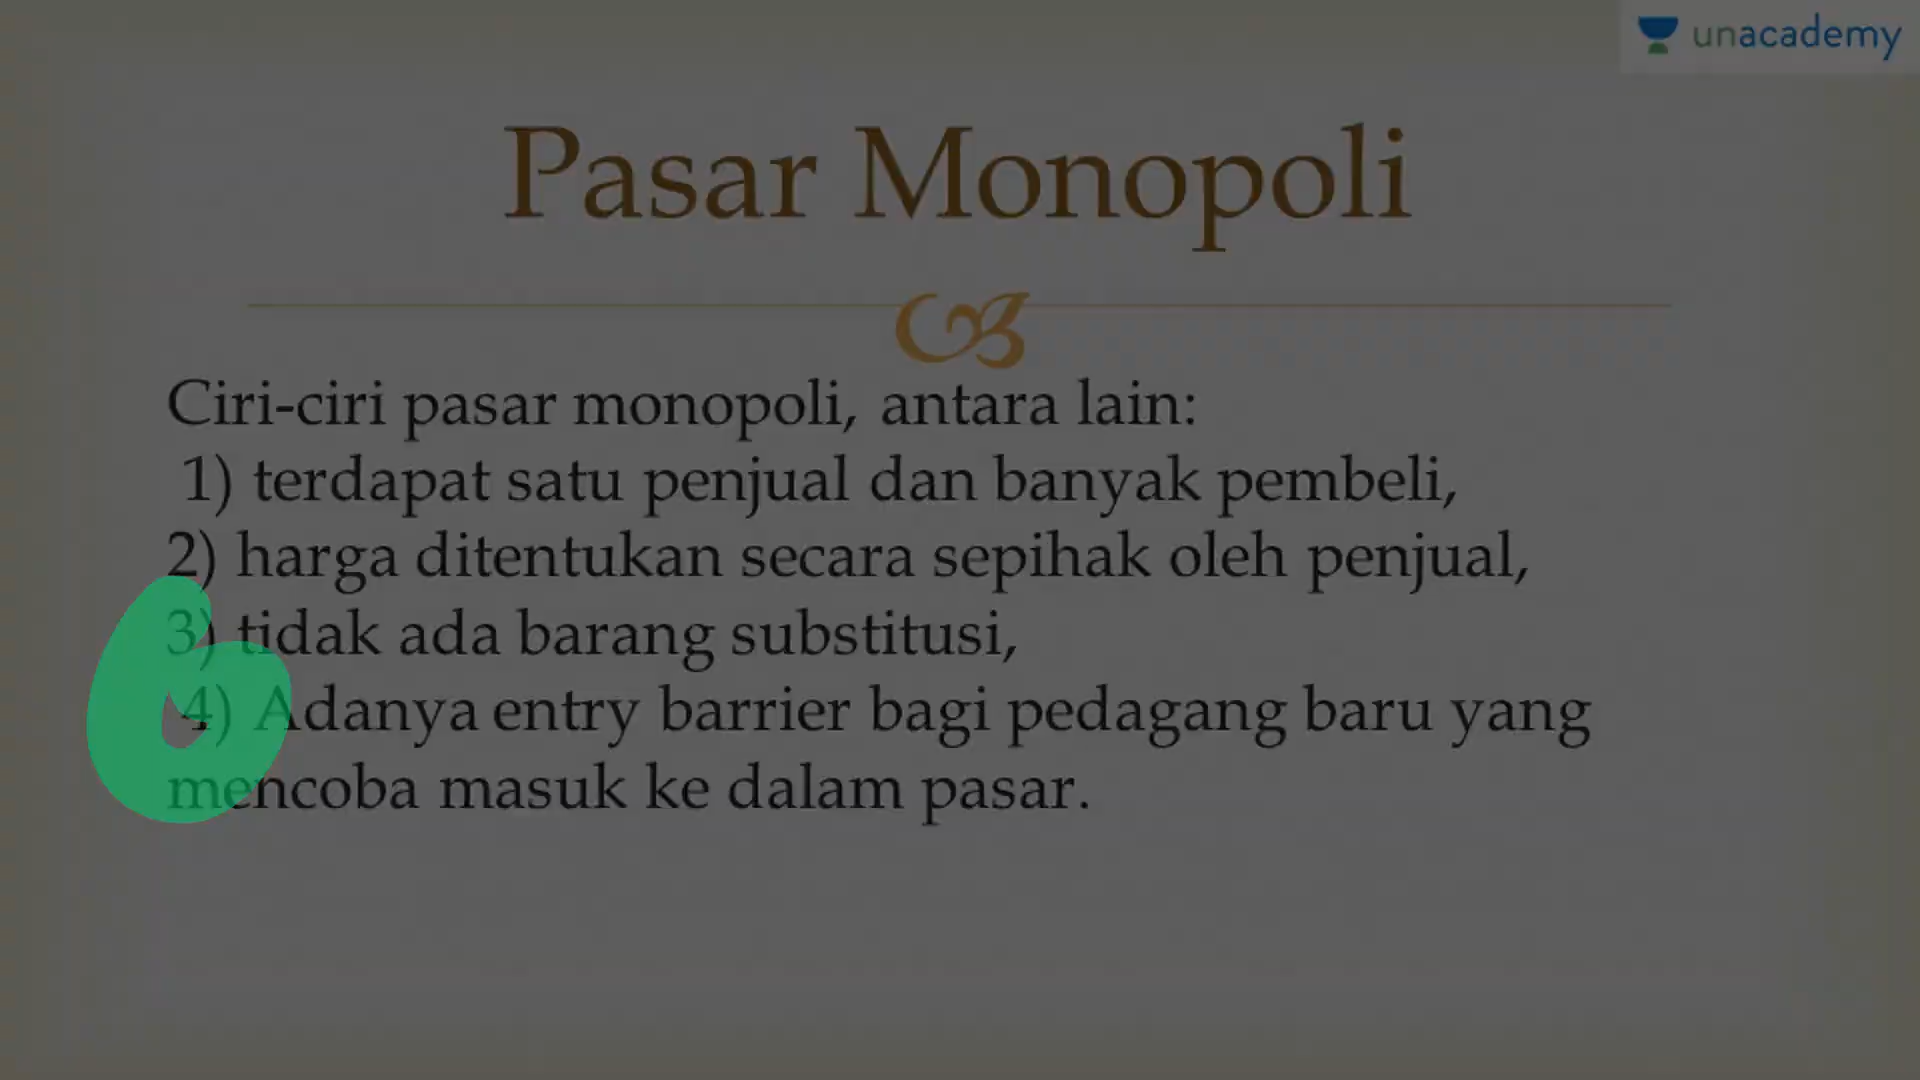 unacademy
Pasar Monopoli
Ciri-ciri pasar monopoli, antara lain:
1) terdapat satu penjual dan banyak pembeli,
2) harga ditentukan secara sepihak oleh penjual,
3) tidak ada barang substitusi,
4) Adanya entry barrier bagi pedagang baru yang
mencoba masuk ke dalam pasar.